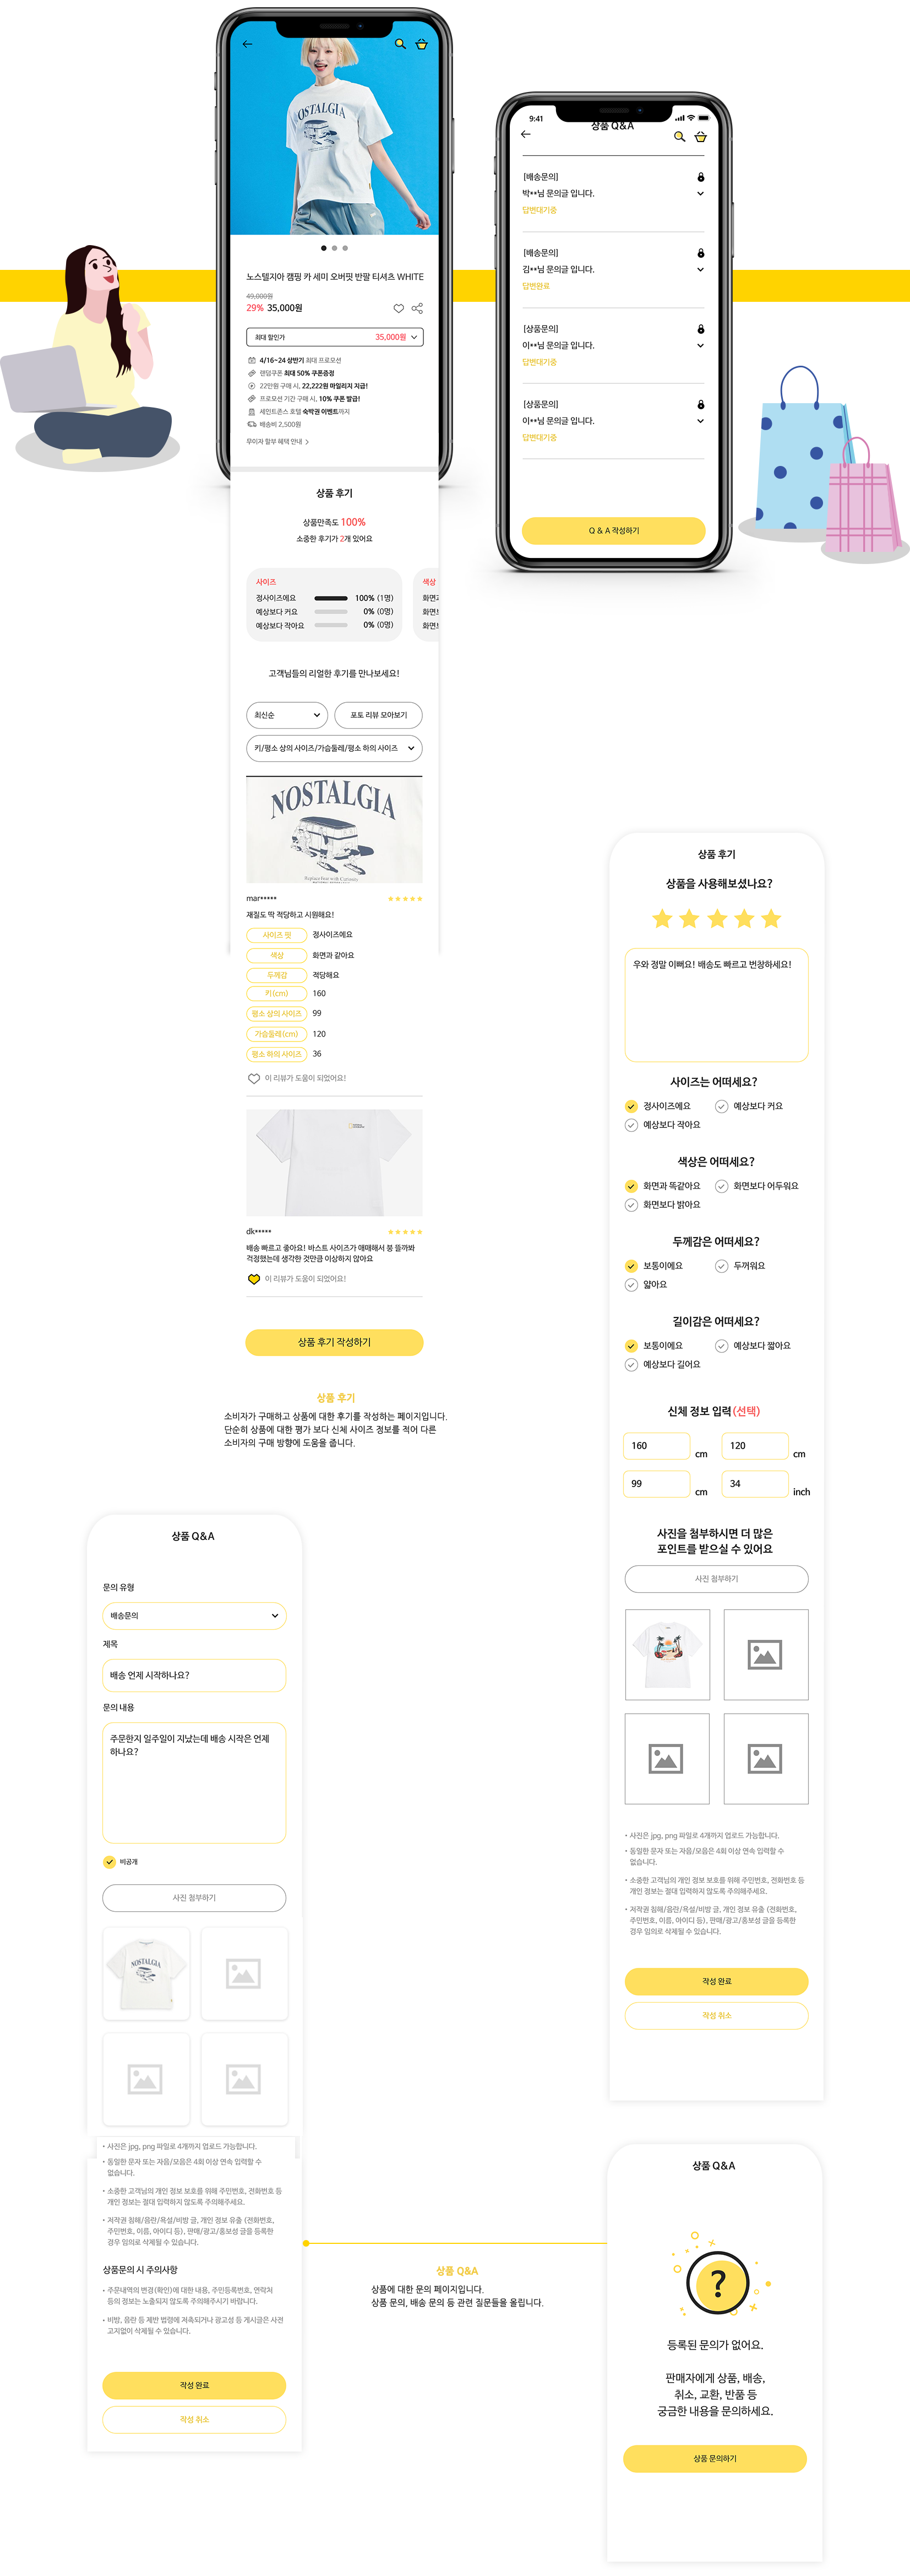 NOSTALGIA
노스텔지아 캠핑 카 세미 오버핏 반팔 티셔츠 WHITE
49,000원
29% 35,000원
최대 할인가 35,000원
4/16~24 상반기 최대 프로모션
랜덤쿠폰 최대 50% 쿠폰증정
22만원 구매 시, 22,222원 마일리지 지급!
프로모션 기간 구매 시, 10% 쿠폰 발급!
세인트존스 호텔 숙박권 이벤트까지
배송비 2,500원
무이자 할부 혜택 안내
상품 후기
상품만족도 100%
소중한 후기가 2개 있어요
사이즈
정사이즈에요 100% (1명)
예상보다 커요 0% (0명)
예상보다 작아요 0% (0명)
색상
고객님들의 리얼한 후기를 만나보세요!
최신순
포토 리뷰 모아보기
키/평소 상의 사이즈/가슴둘레/평소 하의 사이즈
NOSTALGIA
mar*****
재질도 딱 적당하고 시원해요!
사이즈 핏 정사이즈에요
색상 화면과 같아요
두께감 적당해요
키(cm) 160
평소 상의 사이즈 99
가슴둘레(cm) 120
평소 하의 사이즈 36
이 리뷰가 도움이 되었어요!
dk*****
배송 빠르고 좋아요! 바스트 사이즈가 애매해서 붕 뜰까봐
걱정했는데 생각한 것만큼 이상하지 않아요
이 리뷰가 도움이 되었어요!
상품 후기 작성하기
상품 후기
소비자가 구매하고 상품에 대한 후기를 작성하는 페이지입니다.
단순히 상품에 대한 평가 보다 신체 사이즈 정보를 적어 다른
소비자의 구매 방향에 도움을 줍니다.
9:41
상품 Q&A
[배송문의]
박**님 문의글 입니다.
답변대기중
[배송문의]
김**님 문의글 입니다.
답변완료
[상품문의]
이**님 문의글 입니다.
답변대기중
[상품문의]
이**님 문의글 입니다.
답변대기중
Q & A 작성하기
상품 후기
상품을 사용해보셨나요?
우와 정말 이뻐요! 배송도 빠르고 번창하세요!
사이즈는 어떠세요?
정사이즈에요 예상보다 커요
예상보다 작아요
색상은 어떠세요?
화면과 똑같아요 화면보다 어두워요
화면보다 밝아요
두께감은 어떠세요?
보통이에요 두꺼워요
얇아요
길이감은 어떠세요?
보통이에요 예상보다 짧아요
예상보다 길어요
신체 정보 입력(선택)
160 cm 120 cm
99 cm 34 inch
사진을 첨부하시면 더 많은
포인트를 받으실 수 있어요
사진 첨부하기
• 사진은 jpg, png 파일로 4개까지 업로드 가능합니다.
• 동일한 문자 또는 자음/모음은 4회 이상 연속 입력할 수
없습니다.
• 소중한 고객님의 개인 정보 보호를 위해 주민번호, 전화번호 등
개인 정보는 절대 입력하지 않도록 주의해주세요.
• 저작권 침해/음란/욕설/비방 글, 개인 정보 유출 (전화번호,
주민번호, 이름, 아이디 등), 판매/광고/홍보성 글을 등록한
경우 임의로 삭제될 수 있습니다.
작성 완료
작성 취소
상품 Q&A
문의 유형
배송문의
제목
배송 언제 시작하나요?
문의 내용
주문한지 일주일이 지났는데 배송 시작은 언제
하나요?
비공개
사진 첨부하기
NOSTALGIA
• 사진은 jpg, png 파일로 4개까지 업로드 가능합니다.
• 동일한 문자 또는 자음/모음은 4회 이상 연속 입력할 수
없습니다.
• 소중한 고객님의 개인 정보 보호를 위해 주민번호, 전화번호 등
개인 정보는 절대 입력하지 않도록 주의해주세요.
• 저작권 침해/음란/욕설/비방 글, 개인 정보 유출 (전화번호,
주민번호, 이름, 아이디 등), 판매/광고/홍보성 글을 등록한
경우 임의로 삭제될 수 있습니다.
상품문의 시 주의사항
• 주문내역의 변경(확인)에 대한 내용, 주민등록번호, 연락처
등의 정보는 노출되지 않도록 주의해주시기 바랍니다.
• 비방, 음란 등 제반 법령에 저촉되거나 광고성 등 게시글은 사전
고지없이 삭제될 수 있습니다.
작성 완료
작성 취소
상품 Q&A
상품에 대한 문의 페이지입니다.
상품 문의, 배송 문의 등 관련 질문들을 올립니다.
상품 Q&A
?
등록된 문의가 없어요.
판매자에게 상품, 배송,
취소, 교환, 반품 등
궁금한 내용을 문의하세요.
상품 문의하기